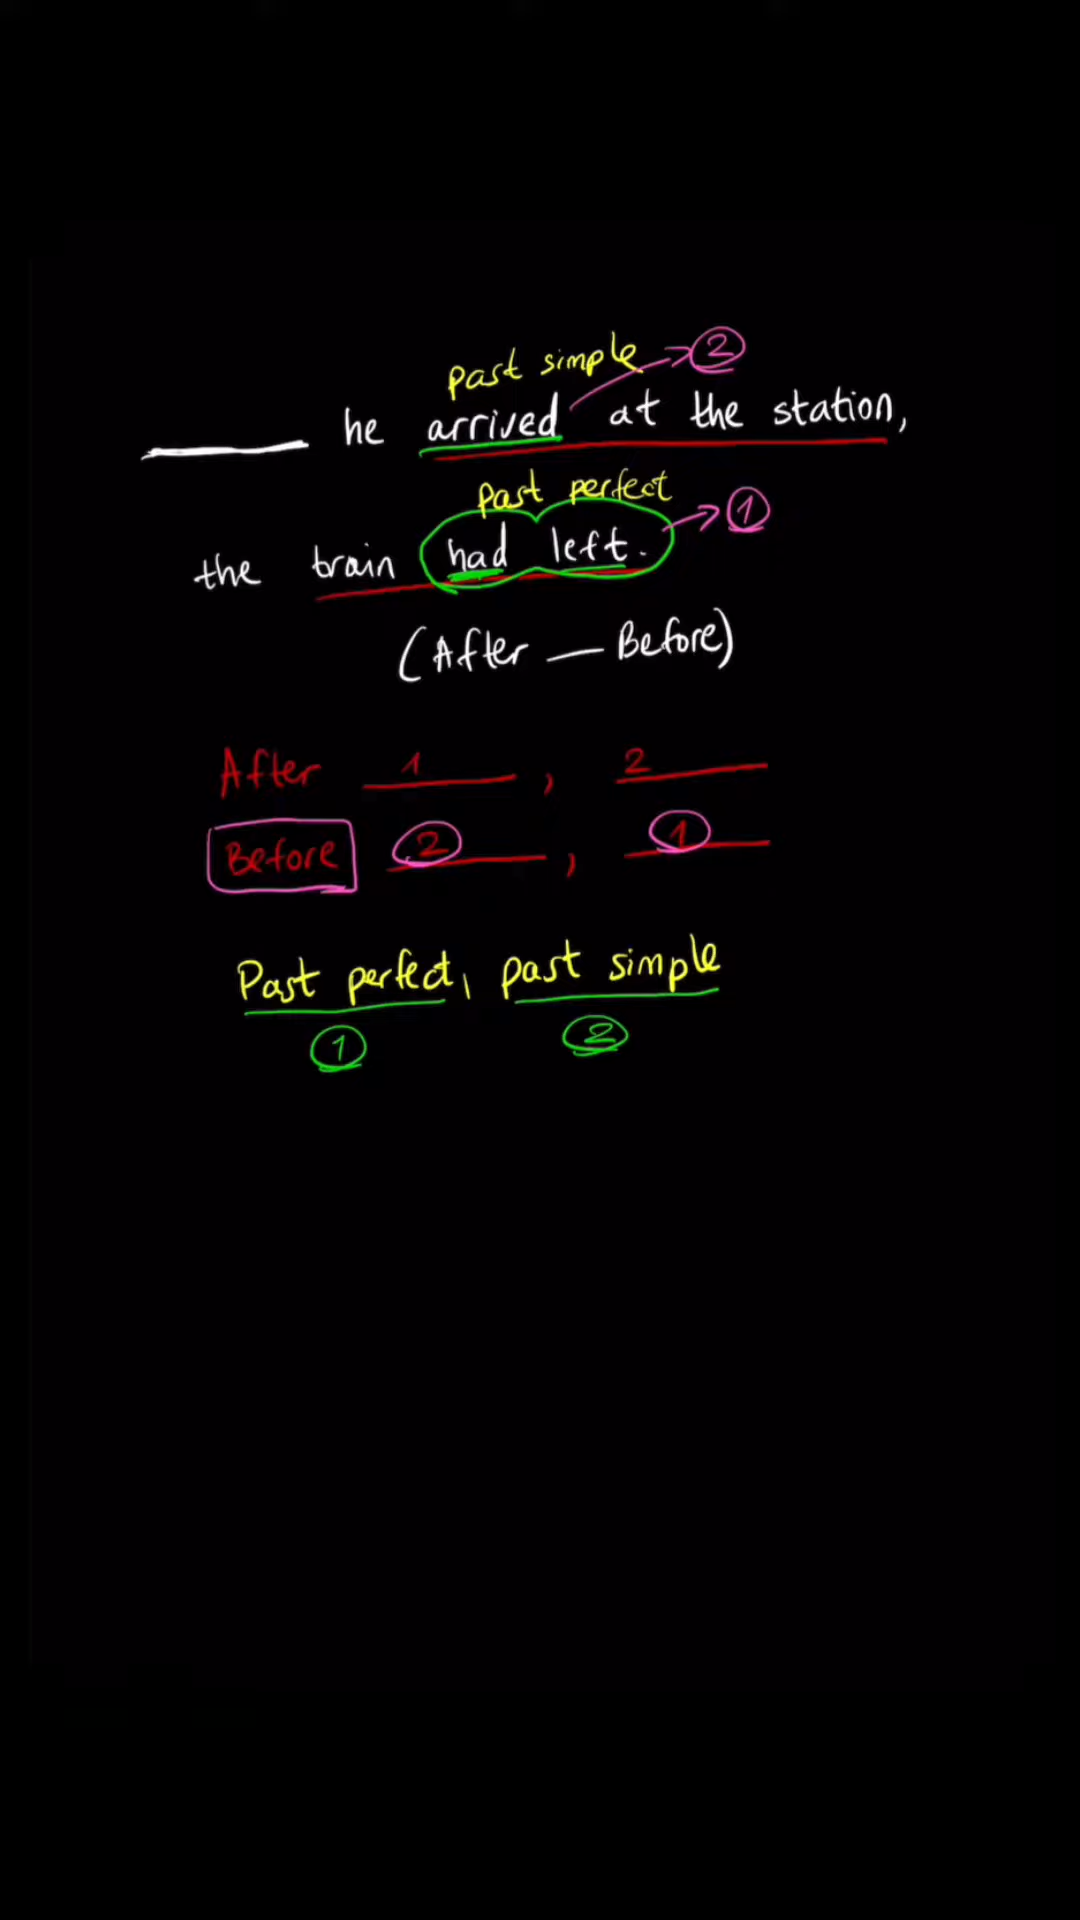 past simple → 2
_____ he arrived at the station,
past perfect → 1
the train had left.
(After — Before)
After 1 , 2
Before 2 , 1
Past perfect, past simple
1 2